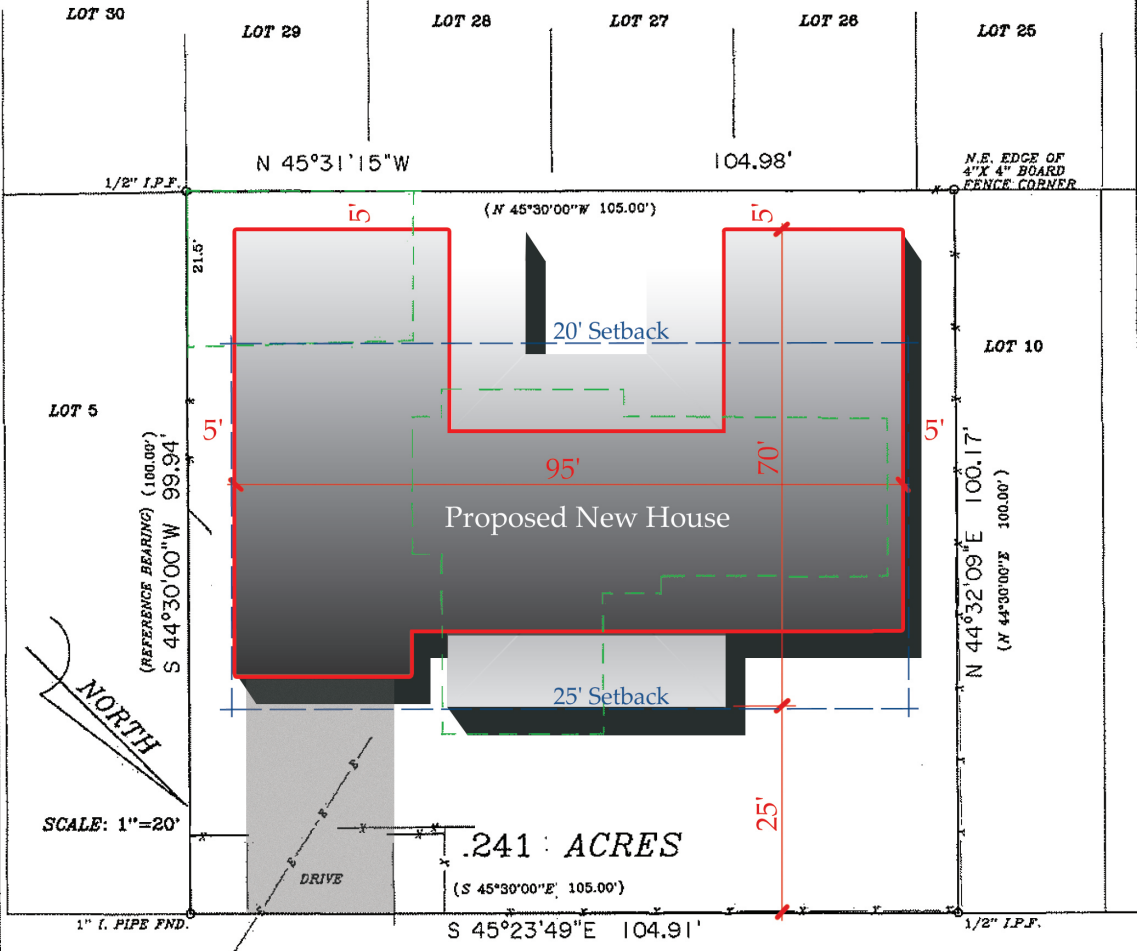 LOT 30
LOT 29
LOT 28
LOT 27
LOT 26
LOT 25
N 45°31'15"W
104.98'
1/2" I.P.F.
N.E. EDGE OF
4"X 4" BOARD
FENCE CORNER
(N 45°30'00"W 105.00')
5'
5'
21.5'
20' Setback
LOT 10
LOT 5
5'
5'
(REFERENCE BEARING) (100.00')
S 44°30'00"W 99.94'
95'
70'
Proposed New House
N 44°32'09"E 100.17'
(N 44°30'00"E 100.00')
25' Setback
NORTH
25'
SCALE: 1"=20'
.241 ACRES
E
E
E
DRIVE
(S 45°30'00"E 105.00')
1" I. PIPE FND.
S 45°23'49"E 104.91'
1/2" I.P.F.